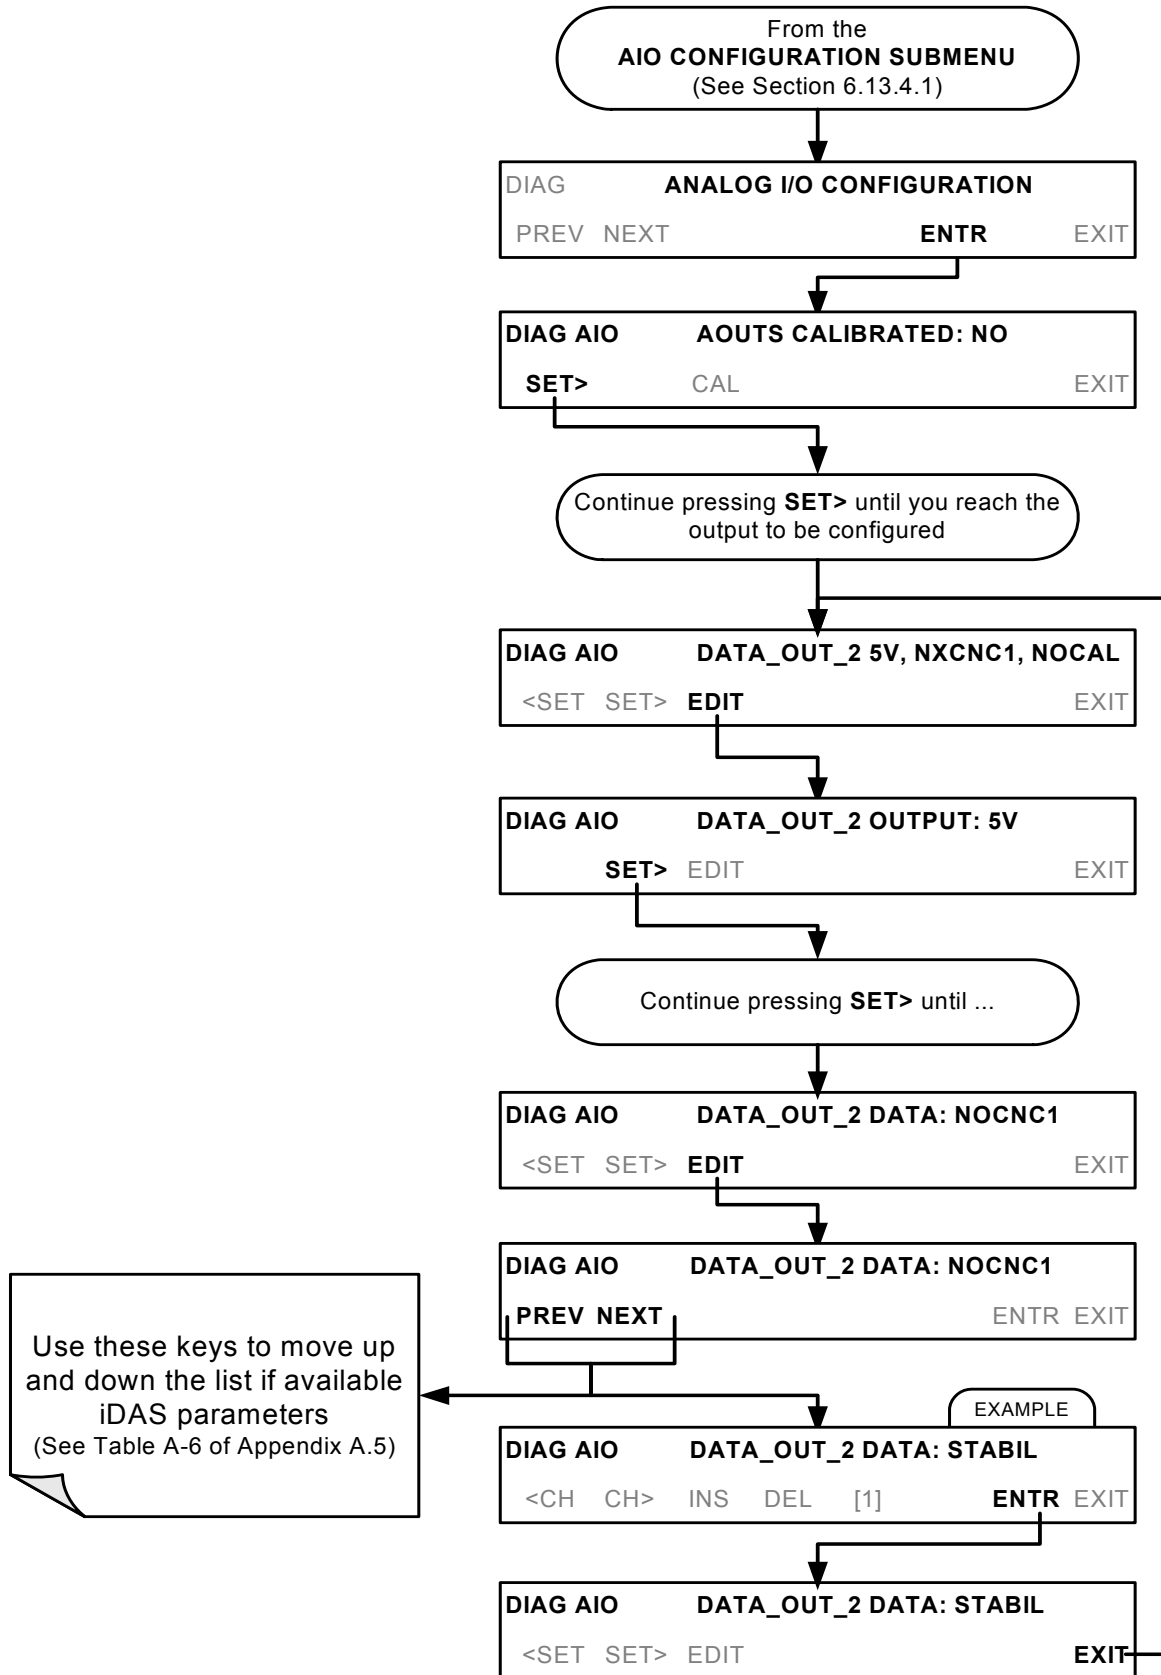 From the
AIO CONFIGURATION SUBMENU
(See Section 6.13.4.1)
DIAG ANALOG I/O CONFIGURATION
PREV NEXT ENTR EXIT
DIAG AIO AOUTS CALIBRATED: NO
SET> CAL EXIT
Continue pressing SET> until you reach the
output to be configured
DIAG AIO DATA_OUT_2 5V, NXCNC1, NOCAL
<SET SET> EDIT EXIT
DIAG AIO DATA_OUT_2 OUTPUT: 5V
SET> EDIT EXIT
Continue pressing SET> until ...
DIAG AIO DATA_OUT_2 DATA: NOCNC1
<SET SET> EDIT EXIT
DIAG AIO DATA_OUT_2 DATA: NOCNC1
PREV NEXT ENTR EXIT
Use these keys to move up
and down the list if available
iDAS parameters
(See Table A-6 of Appendix A.5)
EXAMPLE
DIAG AIO DATA_OUT_2 DATA: STABIL
<CH CH> INS DEL [1] ENTR EXIT
DIAG AIO DATA_OUT_2 DATA: STABIL
<SET SET> EDIT EXIT